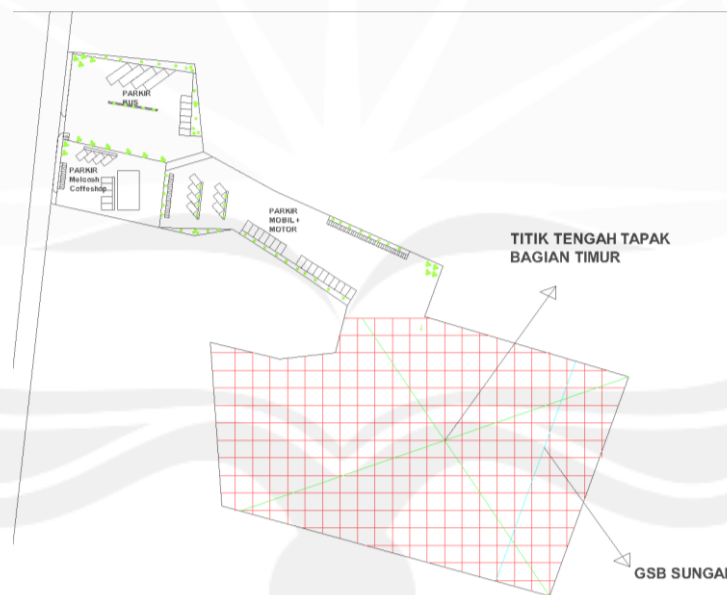 PARKIR
BUS
PARKIR
Melcosh
Coffeshop
PARKIR
MOBIL +
MOTOR
TITIK TENGAH TAPAK
BAGIAN TIMUR
GSB SUNGAI